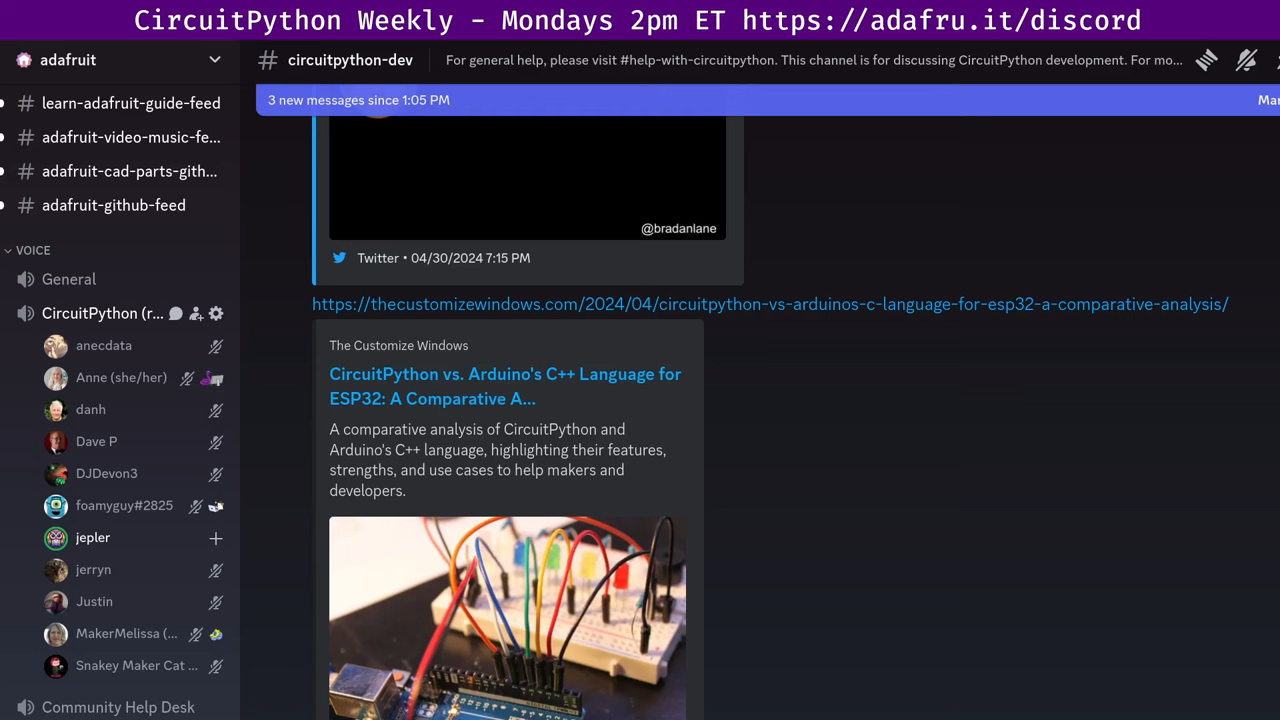 CircuitPython Weekly - Mondays 2pm ET https://adafru.it/discord
adafruit
learn-adafruit-guide-feed
adafruit-video-music-fe...
adafruit-cad-parts-gith...
adafruit-github-feed
VOICE
General
CircuitPython (r...
anecdata
Anne (she/her)
danh
Dave P
DJDevon3
foamyguy#2825
jepler
jerryn
Justin
MakerMelissa (...
Snakey Maker Cat ...
Community Help Desk
# circuitpython-dev
For general help, please visit #help-with-circuitpython. This channel is for discussing CircuitPython development. For mo...
3 new messages since 1:05 PM
@bradanlane
Twitter • 04/30/2024 7:15 PM
https://thecustomizewindows.com/2024/04/circuitpython-vs-arduinos-c-language-for-esp32-a-comparative-analysis/
The Customize Windows
CircuitPython vs. Arduino's C++ Language for
ESP32: A Comparative A...
A comparative analysis of CircuitPython and
Arduino's C++ language, highlighting their features,
strengths, and use cases to help makers and
developers.